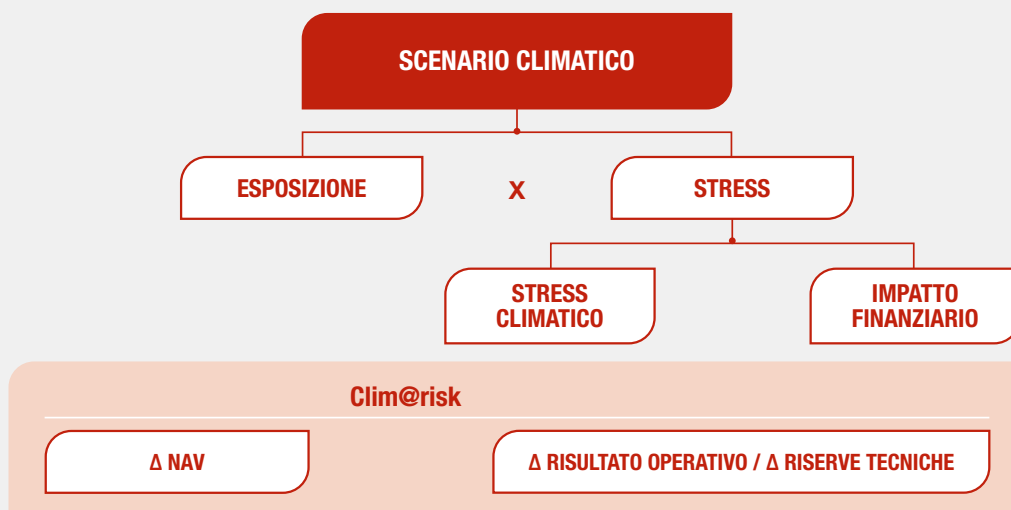 SCENARIO CLIMATICO
ESPOSIZIONE
X
STRESS
STRESS
CLIMATICO
IMPATTO
FINANZIARIO
Clim@risk
Δ NAV
Δ RISULTATO OPERATIVO / Δ RISERVE TECNICHE